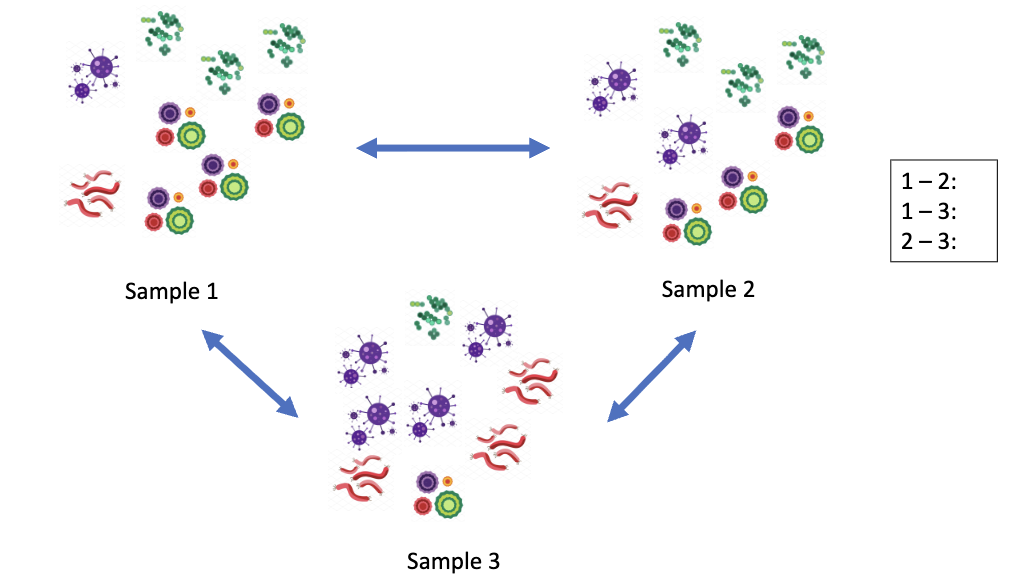 1 – 2:
1 – 3:
2 – 3:
Sample 1
Sample 2
Sample 3